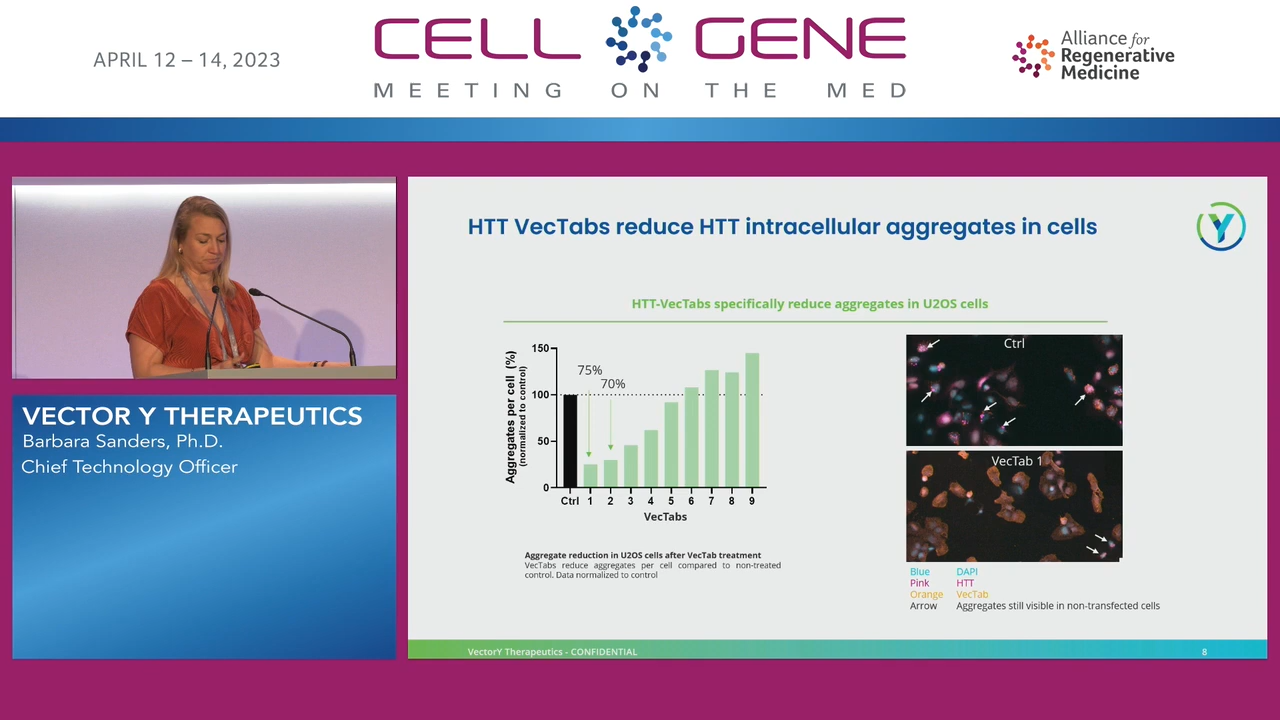 APRIL 12 – 14, 2023
CELL GENE
MEETING ON THE MED
Alliance for
Regenerative
Medicine
VECTOR Y THERAPEUTICS
Barbara Sanders, Ph.D.
Chief Technology Officer
HTT VecTabs reduce HTT intracellular aggregates in cells
HTT-VecTabs specifically reduce aggregates in U2OS cells
Aggregates per cell (%)
(normalized to control)
150
100
50
0
75%
70%
Ctrl 1 2 3 4 5 6 7 8 9
VecTabs
Aggregate reduction in U2OS cells after VecTab treatment
VecTabs reduce aggregates per cell compared to non-treated
control. Data normalized to control
Ctrl
VecTab 1
Blue DAPI
Pink HTT
Orange VecTab
Arrow Aggregates still visible in non-transfected cells
VectorY Therapeutics - CONFIDENTIAL
8